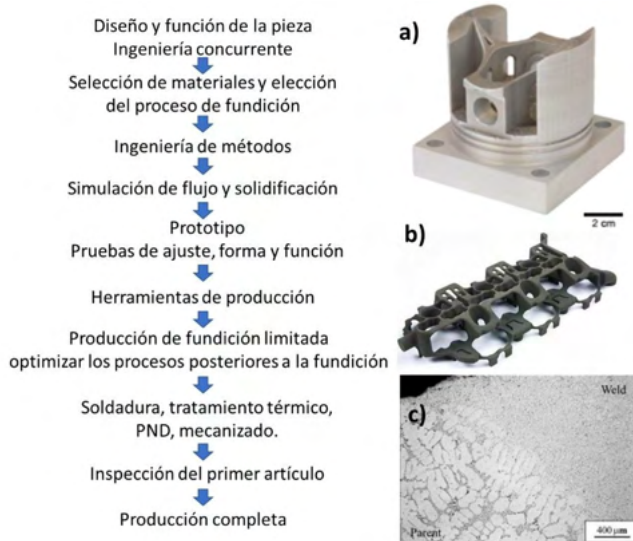 Diseño y función de la pieza
Ingeniería concurrente
Selección de materiales y elección
del proceso de fundición
Ingeniería de métodos
Simulación de flujo y solidificación
Prototipo
Pruebas de ajuste, forma y función
Herramientas de producción
Producción de fundición limitada
optimizar los procesos posteriores a la fundición
Soldadura, tratamiento térmico,
PND, mecanizado.
Inspección del primer artículo
Producción completa
a)
2 cm
b)
c)
Weld
Parent
400 µm